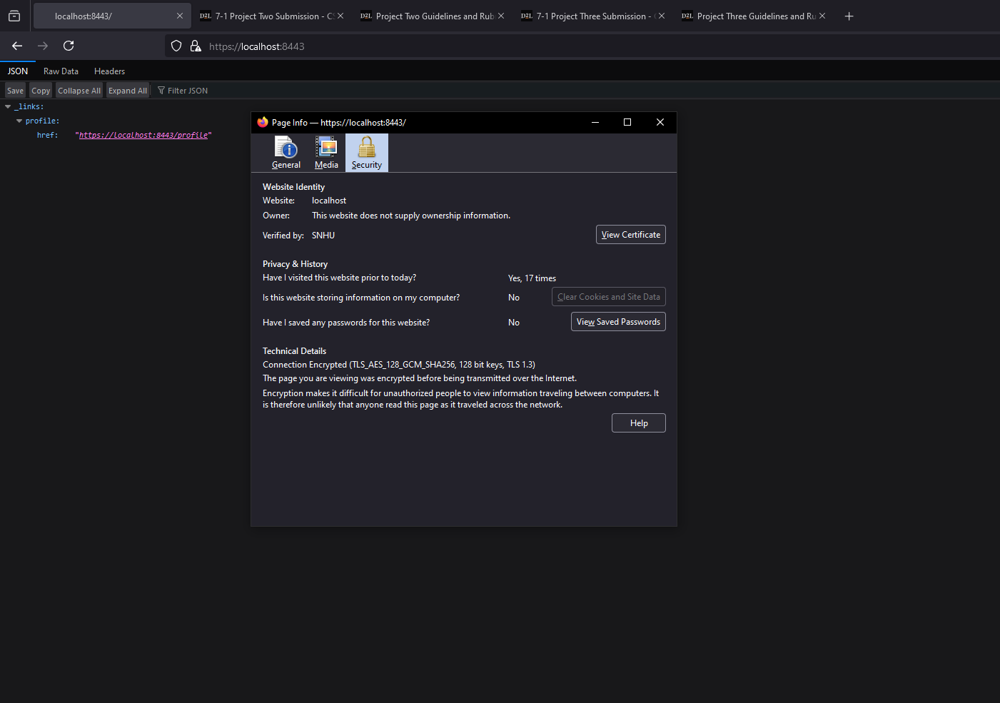 localhost:8443/
D2L 7-1 Project Two Submission - CS
D2L Project Two Guidelines and Rub
D2L 7-1 Project Three Submission -
D2L Project Three Guidelines and Ru
https://localhost:8443
JSON Raw Data Headers
Save Copy Collapse All Expand All Filter JSON
_links:
profile:
href: "https://localhost:8443/profile"
Page Info — https://localhost:8443/
General Media Security
Website Identity
Website: localhost
Owner: This website does not supply ownership information.
Verified by: SNHU View Certificate
Privacy & History
Have I visited this website prior to today? Yes, 17 times
Is this website storing information on my computer? No Clear Cookies and Site Data
Have I saved any passwords for this website? No View Saved Passwords
Technical Details
Connection Encrypted (TLS_AES_128_GCM_SHA256, 128 bit keys, TLS 1.3)
The page you are viewing was encrypted before being transmitted over the Internet.
Encryption makes it difficult for unauthorized people to view information traveling between computers. It
is therefore unlikely that anyone read this page as it traveled across the network.
Help